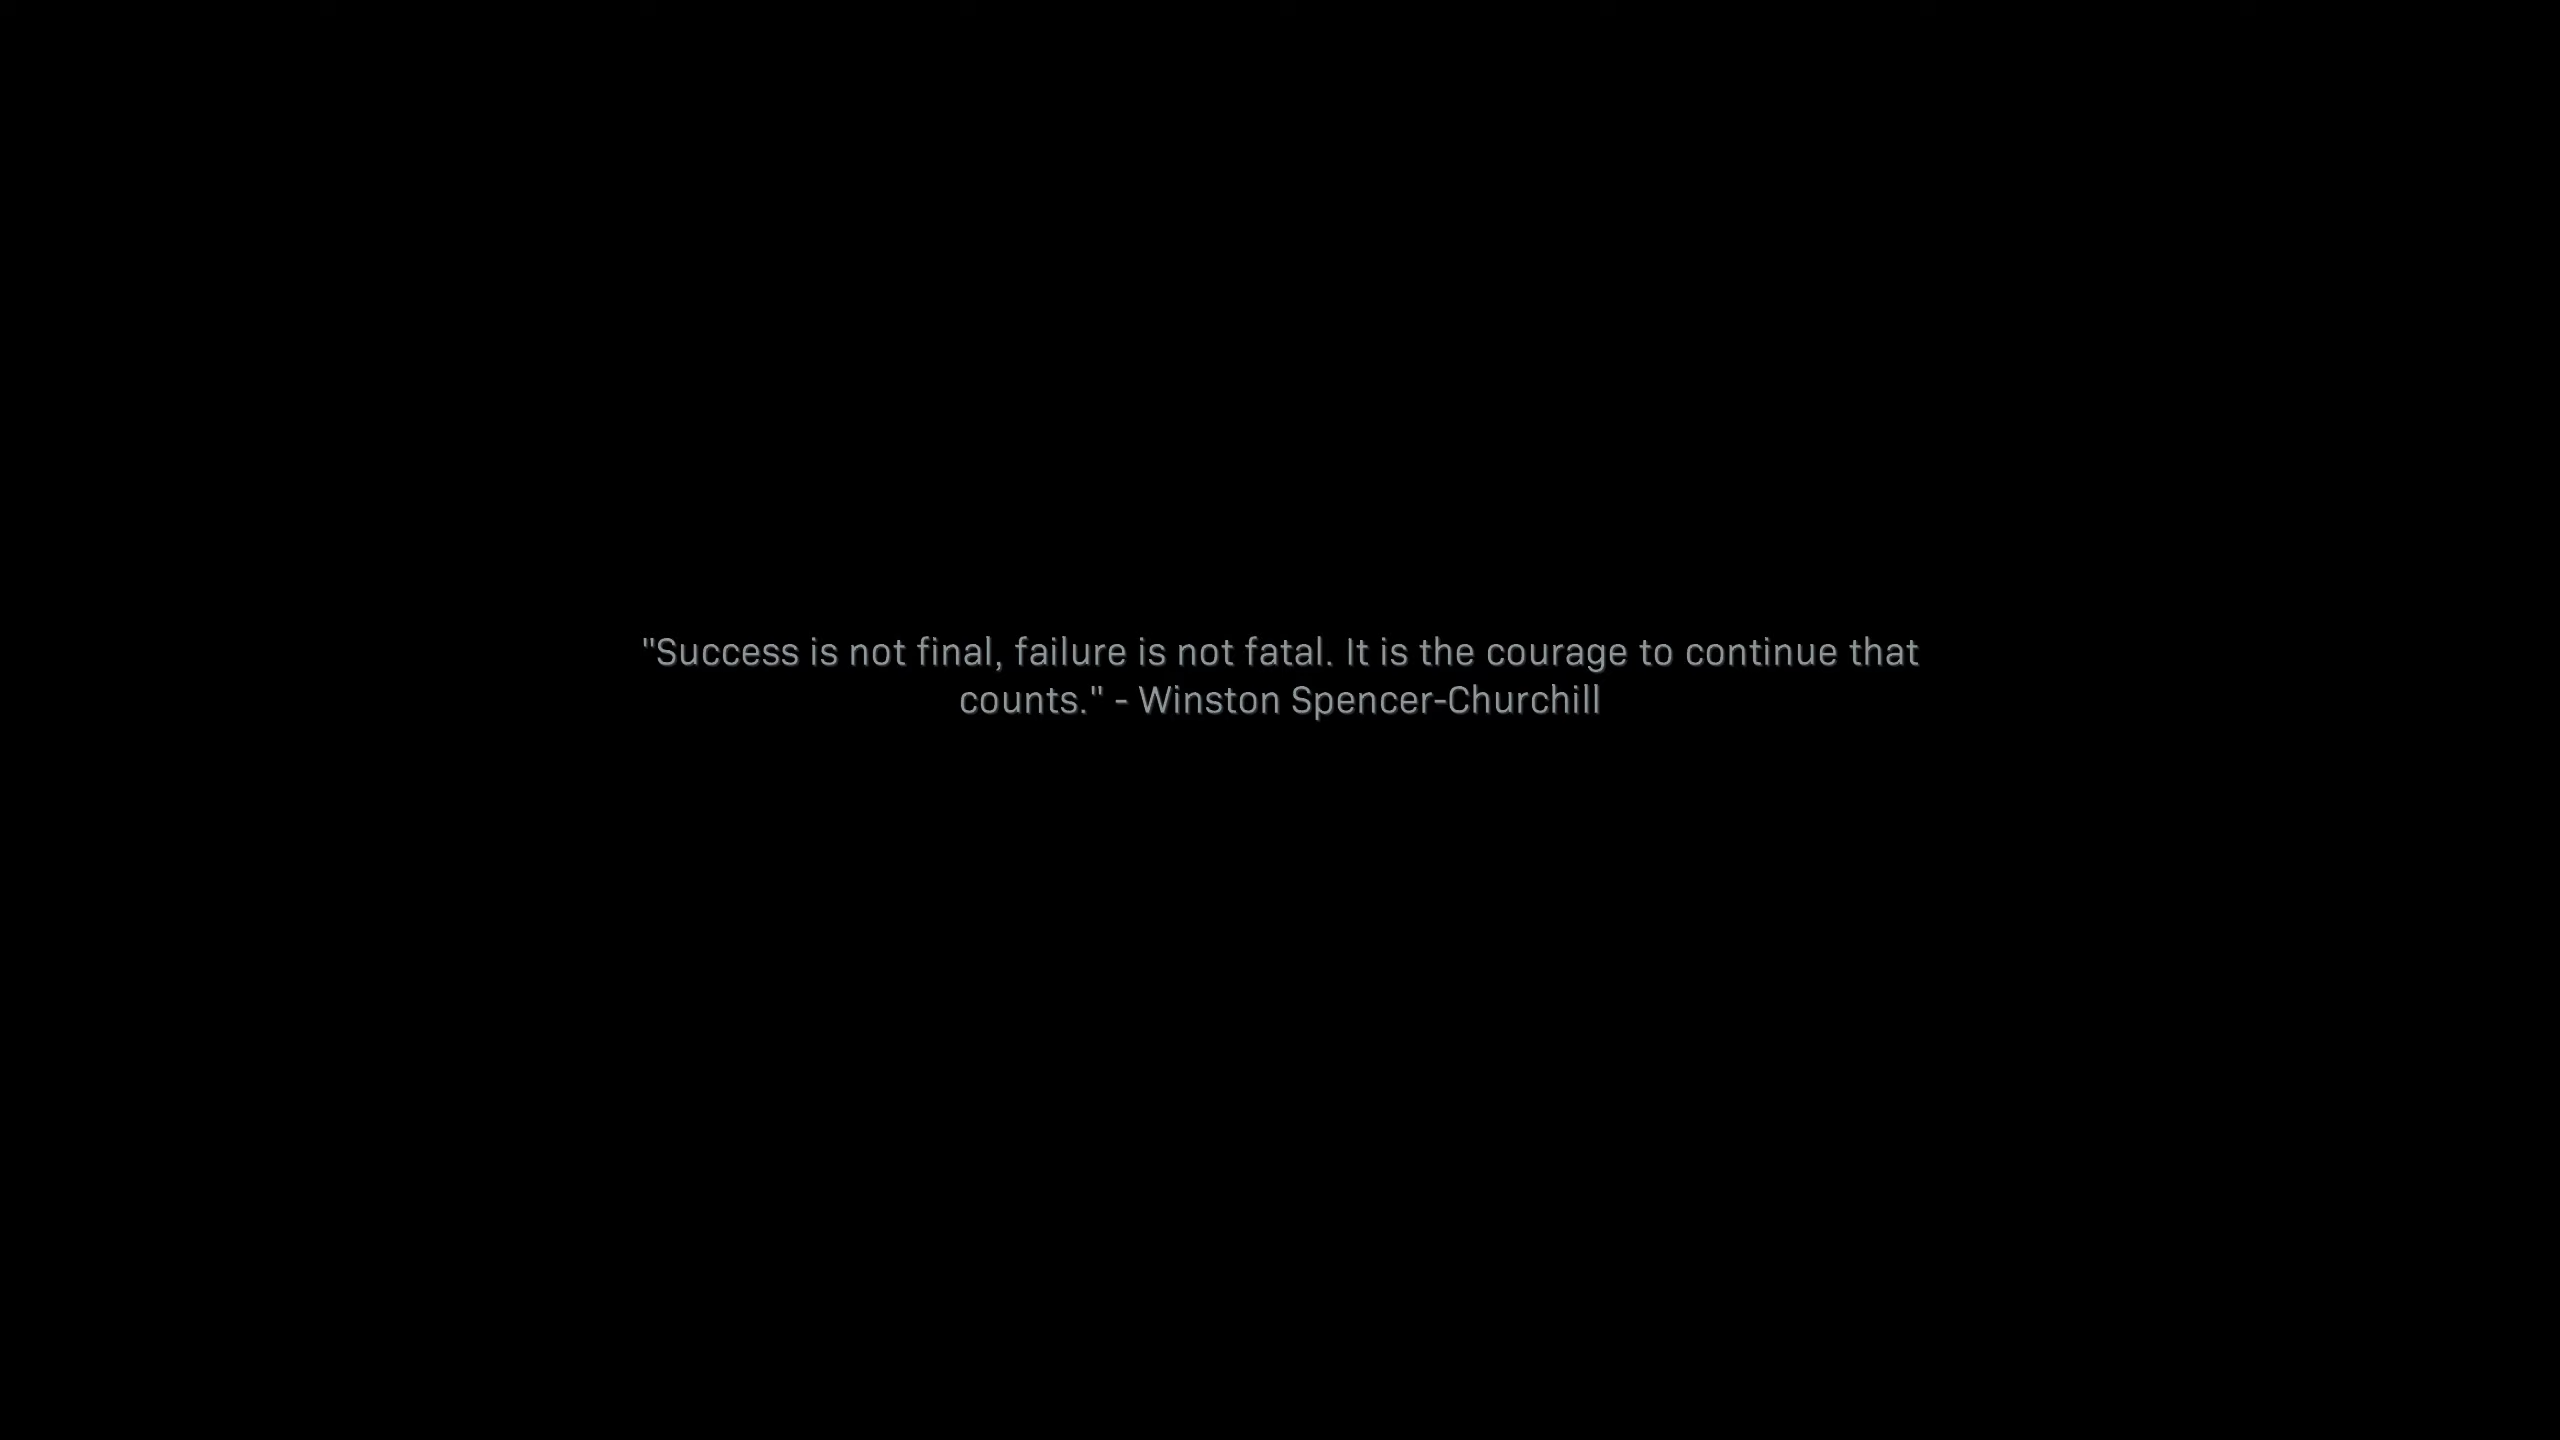 "Success is not final, failure is not fatal. It is the courage to continue that
counts." - Winston Spencer-Churchill